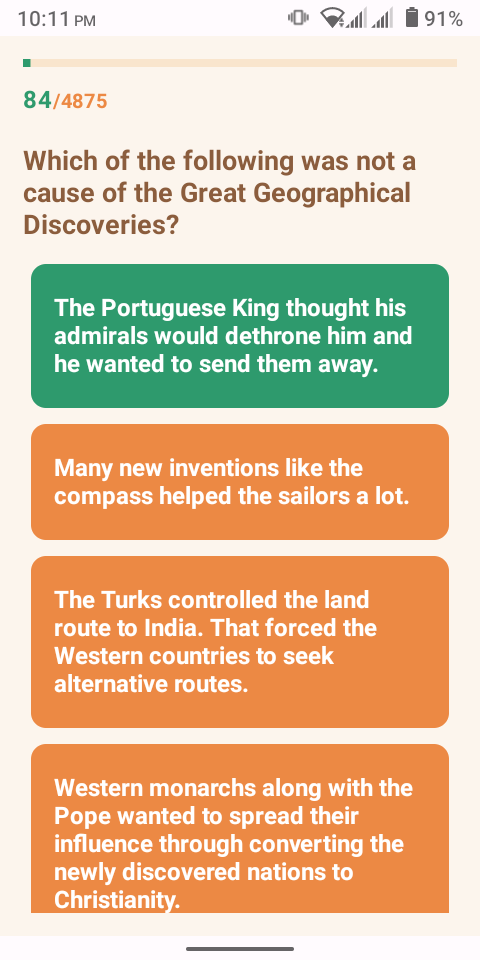 10:11 PM 91%
84/4875
Which of the following was not a
cause of the Great Geographical
Discoveries?
The Portuguese King thought his
admirals would dethrone him and
he wanted to send them away.
Many new inventions like the
compass helped the sailors a lot.
The Turks controlled the land
route to India. That forced the
Western countries to seek
alternative routes.
Western monarchs along with the
Pope wanted to spread their
influence through converting the
newly discovered nations to
Christianity.